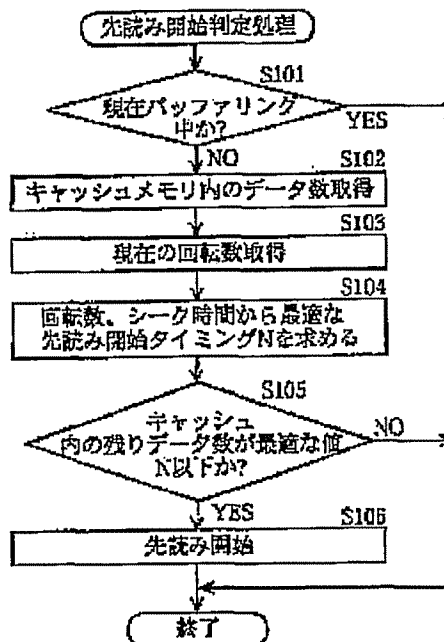 先読み開始判定処理
S101
現在バッファリング
中か?
YES
NO
S102
キャッシュメモリ内のデータ数取得
S103
現在の回転数取得
S104
回転数、シーク時間から最適な
先読み開始タイミングNを求める
S105
キャッシュ
内の残りデータ数が最適な値
N以下か?
NO
YES
S106
先読み開始
終了